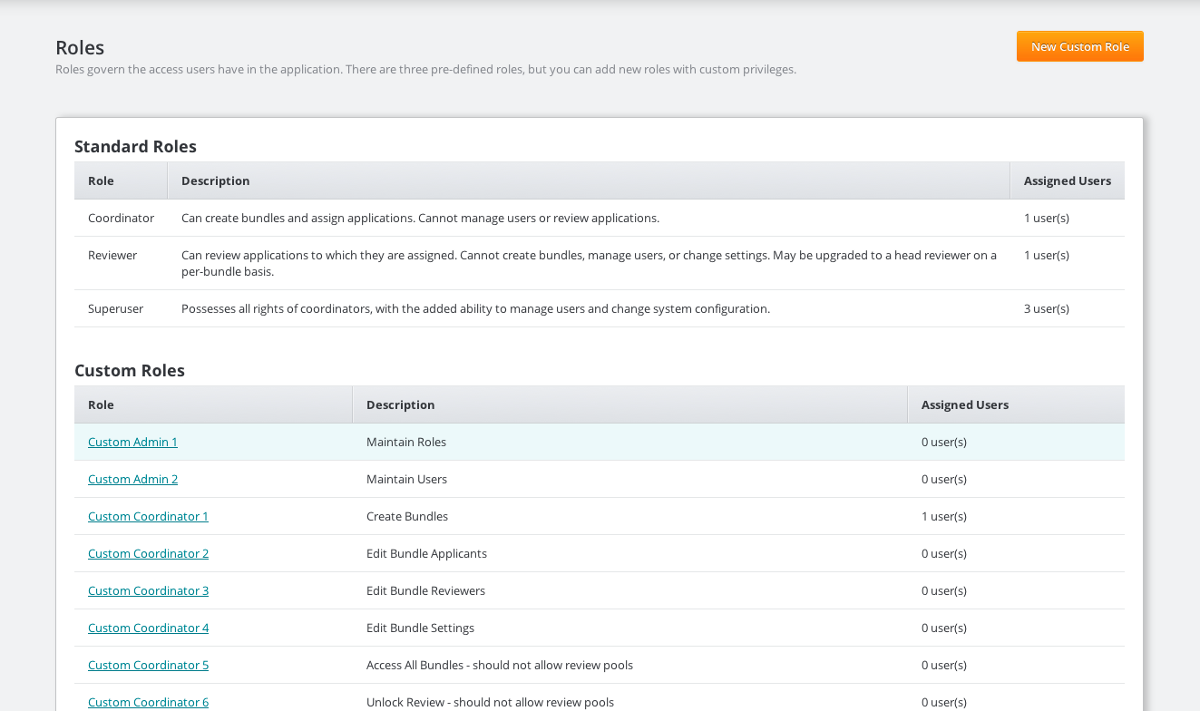 Roles
New Custom Role
Roles govern the access users have in the application. There are three pre-defined roles, but you can add new roles with custom privileges.
Standard Roles
Role Description Assigned Users
Coordinator Can create bundles and assign applications. Cannot manage users or review applications. 1 user(s)
Reviewer Can review applications to which they are assigned. Cannot create bundles, manage users, or change settings. May be upgraded to a head reviewer on a 1 user(s)
per-bundle basis.
Superuser Possesses all rights of coordinators, with the added ability to manage users and change system configuration. 3 user(s)
Custom Roles
Role Description Assigned Users
Custom Admin 1 Maintain Roles 0 user(s)
Custom Admin 2 Maintain Users 0 user(s)
Custom Coordinator 1 Create Bundles 1 user(s)
Custom Coordinator 2 Edit Bundle Applicants 0 user(s)
Custom Coordinator 3 Edit Bundle Reviewers 0 user(s)
Custom Coordinator 4 Edit Bundle Settings 0 user(s)
Custom Coordinator 5 Access All Bundles - should not allow review pools 0 user(s)
Custom Coordinator 6 Unlock Review - should not allow review pools 0 user(s)